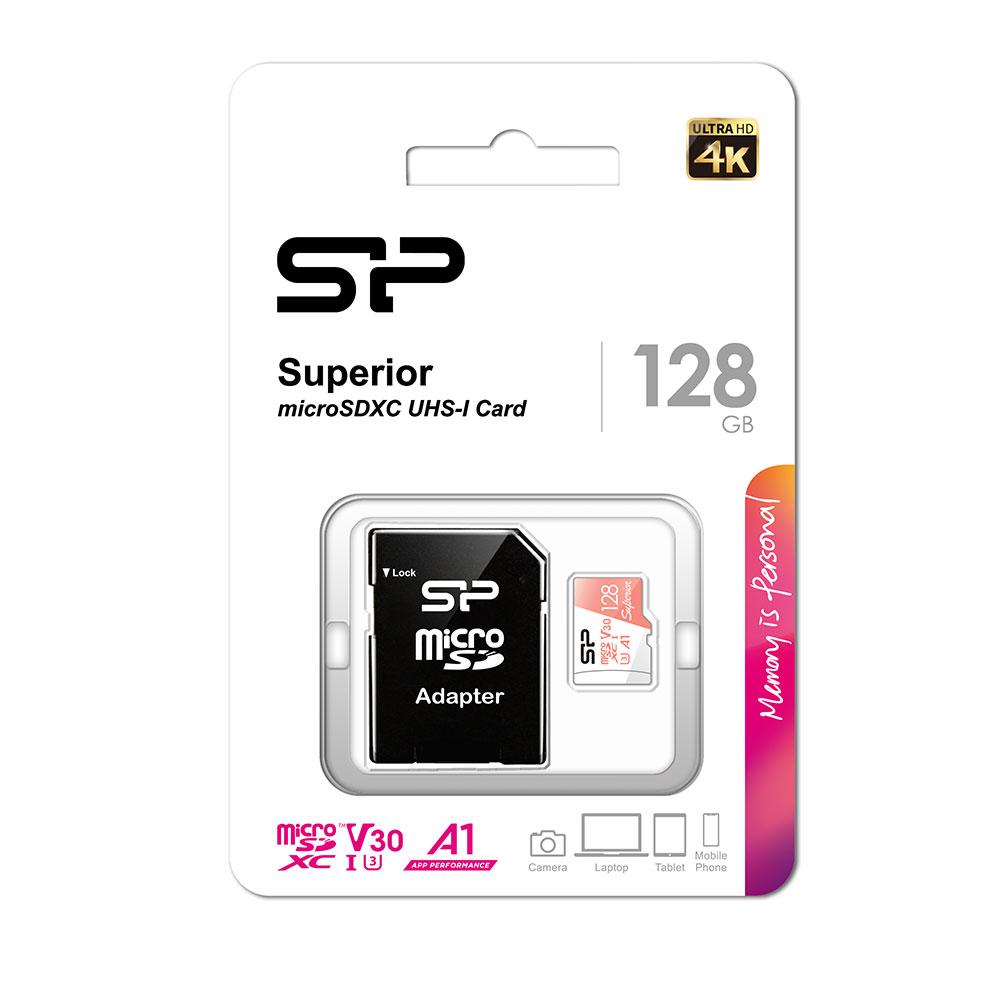 ULTRA HD
4K
SP
Superior
microSDXC UHS-I Card
128
GB
Memory is Personal
Lock
SP
micro
SD
Adapter
128
Superior
SP
micro
SD
XC I
V30
U3 A1
micro
SD
XC I
™
V30
U3
A1
APP PERFORMANCE
Camera
Laptop
Tablet
Mobile
Phone